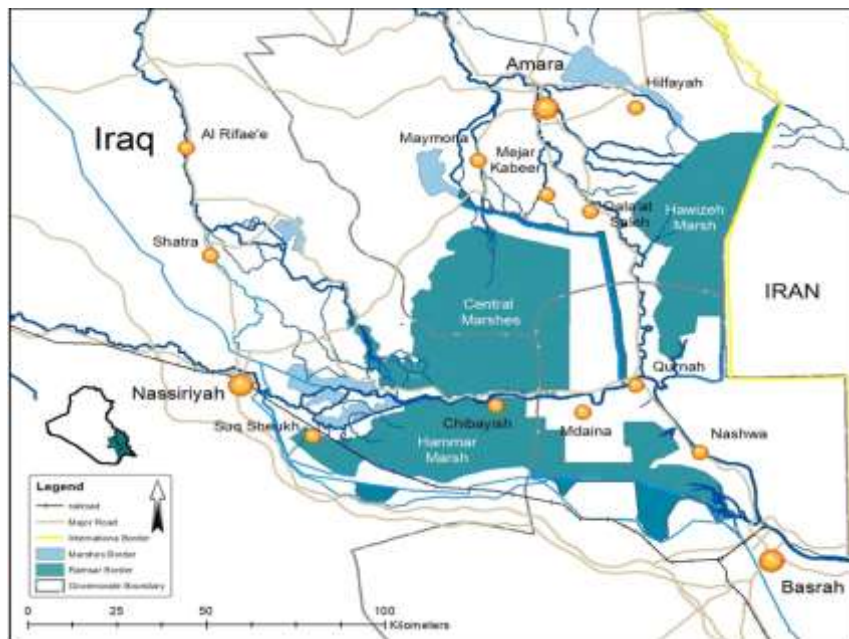 Amara
Hilfayah
Iraq
Al Rifae'e
Maymona
Mejar
Kabeer
Qala'at
Saleh
Hawizeh
Marsh
Shatra
Central
Marshes
IRAN
Qurnah
Nassiriyah
Chibayish
Suq Sheukh
Mdaina
Hammar
Marsh
Nashwa
Legend
railroad
Major Road
International Border
Marshes Border
Ramsar Border
Governorate Boundary
Basrah
0 50 100
Kilometers